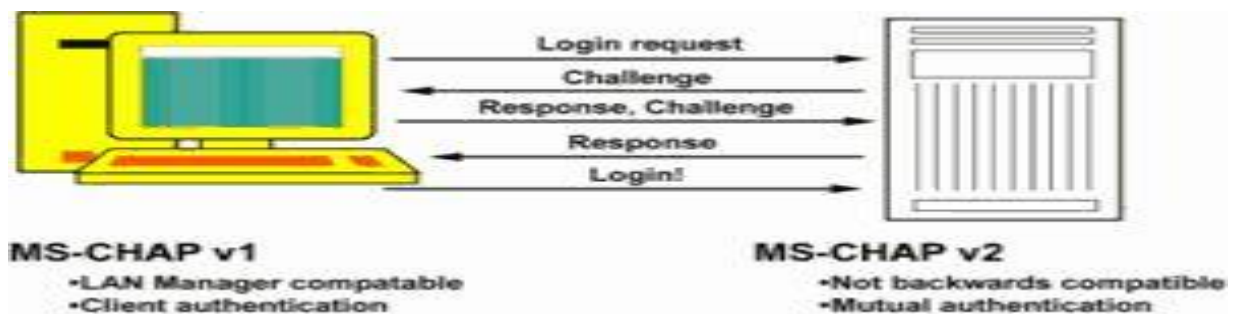 Login request
Challenge
Response, Challenge
Response
Login!
MS-CHAP v1
•LAN Manager compatable
•Client authentication
MS-CHAP v2
•Not backwards compatible
•Mutual authentication